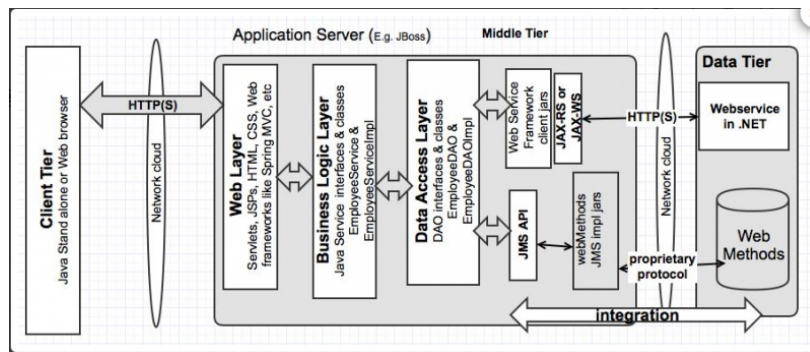 Application Server (E.g. JBoss)
Middle Tier
Client Tier
Java Stand alone or Web browser
HTTP(S)
Network cloud
Web Layer
Servlets, JSPs, HTML, CSS, Web
frameworks like Spring MVC, etc
Business Logic Layer
Java Service interfaces & classes
EmployeeService &
EmployeeServiceImpl
Data Access Layer
DAO interfaces & classes
EmployeeDAO &
EmployeeDAOImpl
Web Service
Framework
client jars
JAX-RS or
JAX-WS
JMS API
webMethods
JMS impl jars
HTTP(S)
proprietary
protocol
Network cloud
Data Tier
Webservice
in .NET
Web
Methods
integration